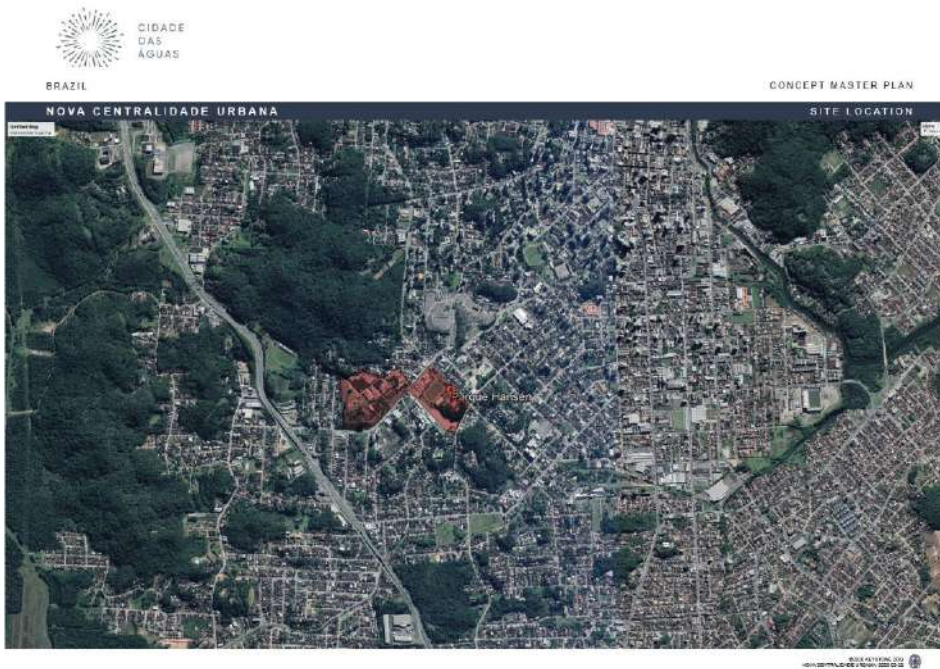 CIDADE
DAS
ÁGUAS
BRAZIL
CONCEPT MASTER PLAN
NOVA CENTRALIDADE URBANA
SITE LOCATION
Parque Hansen